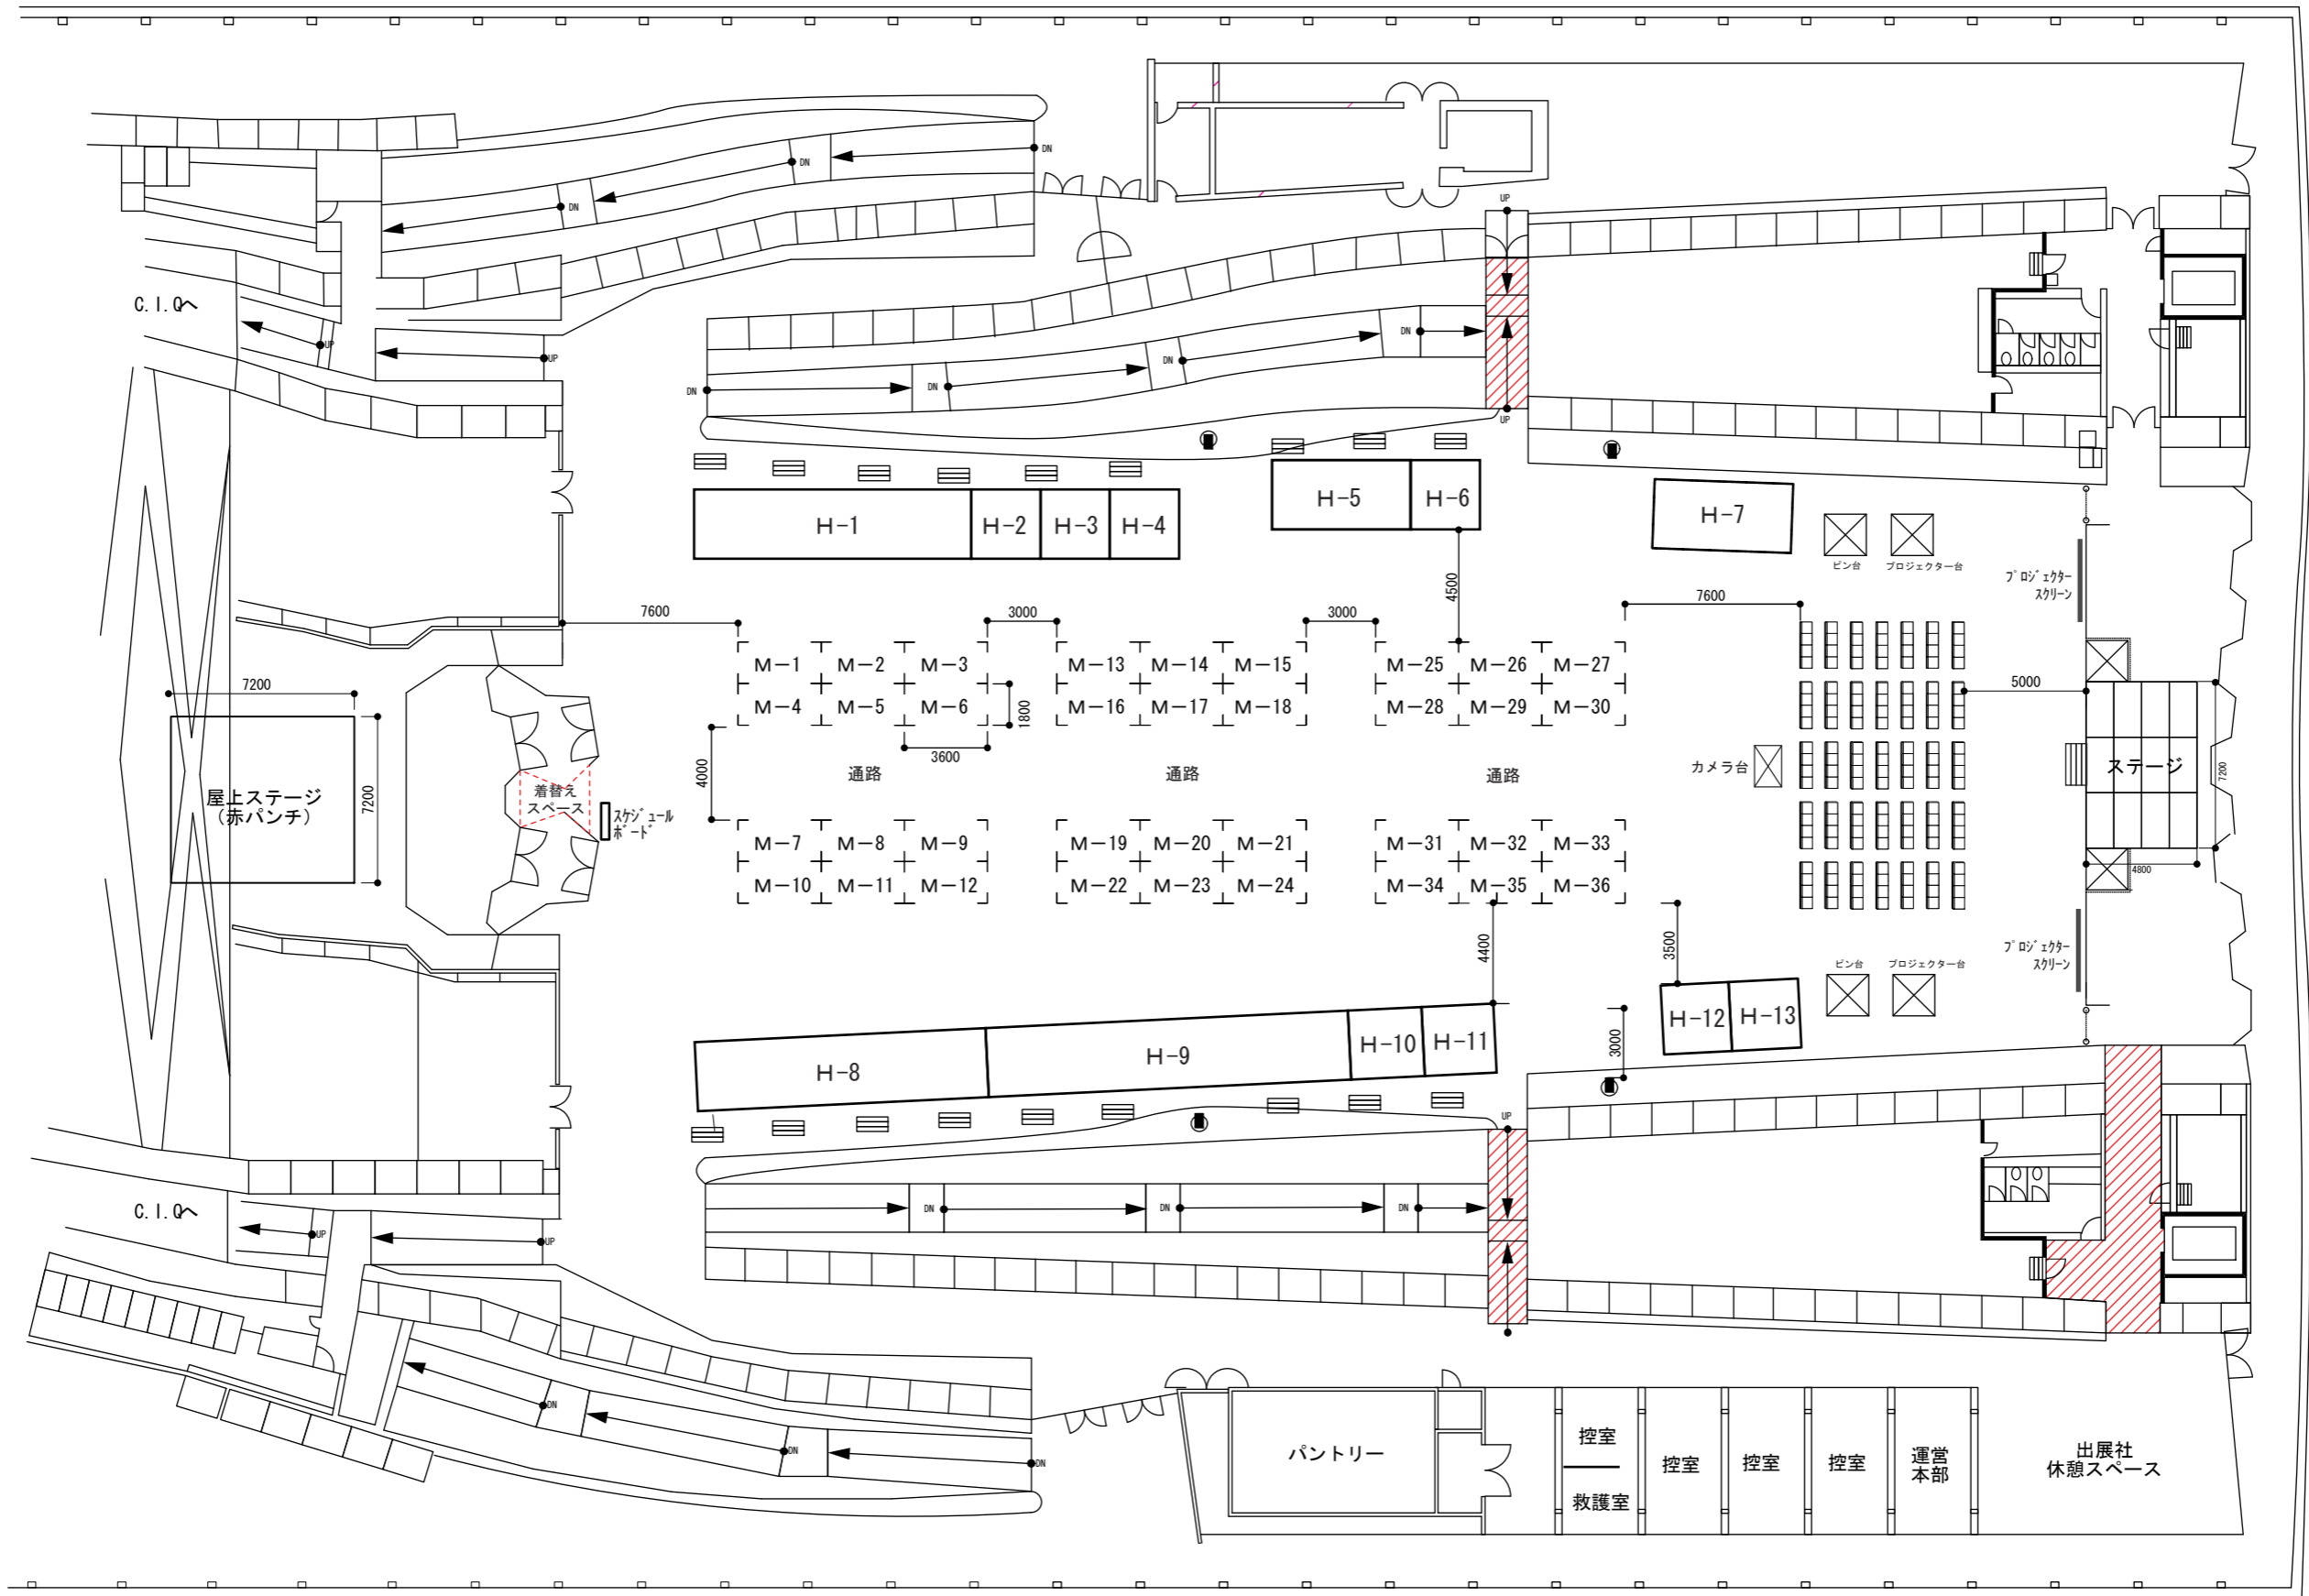 DN
DN
DN
UP
C.I.Qへ
UP
UP
DN
DN
DN
DN
UP
H-1
H-2
H-3
H-4
H-5
H-6
H-7
ピン台
プロジェクター台
プロジェクター
スクリーン
7600
3000
3000
4500
7600
M-1
M-2
M-3
M-13
M-14
M-15
M-25
M-26
M-27
M-4
M-5
M-6
M-16
M-17
M-18
M-28
M-29
M-30
7200
1800
5000
3600
4000
通路
通路
通路
カメラ台
ステージ
7200
屋上ステージ
(赤パンチ)
7200
着替え
スペース
スケジュール
ボード
M-7
M-8
M-9
M-19
M-20
M-21
M-31
M-32
M-33
M-10
M-11
M-12
M-22
M-23
M-24
M-34
M-35
M-36
4800
4400
3500
プロジェクター
スクリーン
ピン台
プロジェクター台
H-8
H-9
H-10
H-11
H-12
H-13
3000
UP
C.I.Qへ
UP
UP
DN
DN
DN
DN
DN
DN
パントリー
控室
救護室
控室
控室
控室
運営
本部
出展社
休憩スペース